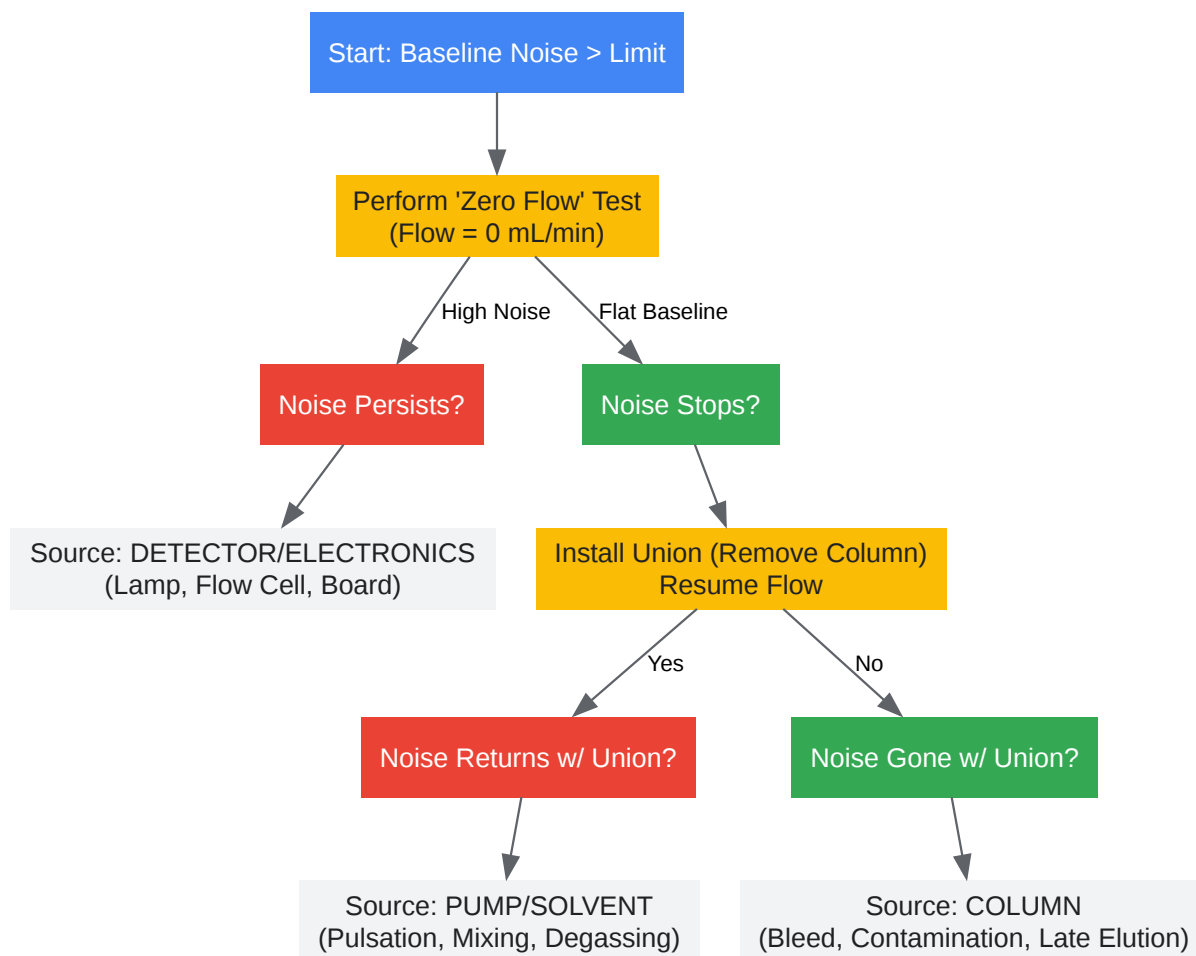 Start: Baseline Noise > Limit
Perform 'Zero Flow' Test
(Flow = 0 mL/min)
High Noise
Flat Baseline
Noise Persists?
Noise Stops?
Source: DETECTOR/ELECTRONICS
(Lamp, Flow Cell, Board)
Install Union (Remove Column)
Resume Flow
Yes
No
Noise Returns w/ Union?
Noise Gone w/ Union?
Source: PUMP/SOLVENT
(Pulsation, Mixing, Degassing)
Source: COLUMN
(Bleed, Contamination, Late Elution)